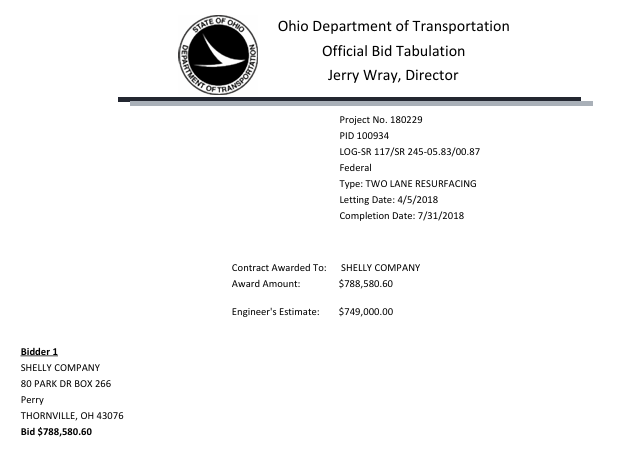 STATE OF OHIO
DEPARTMENT OF TRANSPORTATION
Ohio Department of Transportation
Official Bid Tabulation
Jerry Wray, Director
Project No. 180229
PID 100934
LOG-SR 117/SR 245-05.83/00.87
Federal
Type: TWO LANE RESURFACING
Letting Date: 4/5/2018
Completion Date: 7/31/2018
Contract Awarded To: SHELLY COMPANY
Award Amount: $788,580.60
Engineer's Estimate: $749,000.00
Bidder 1
SHELLY COMPANY
80 PARK DR BOX 266
Perry
THORNVILLE, OH 43076
Bid $788,580.60